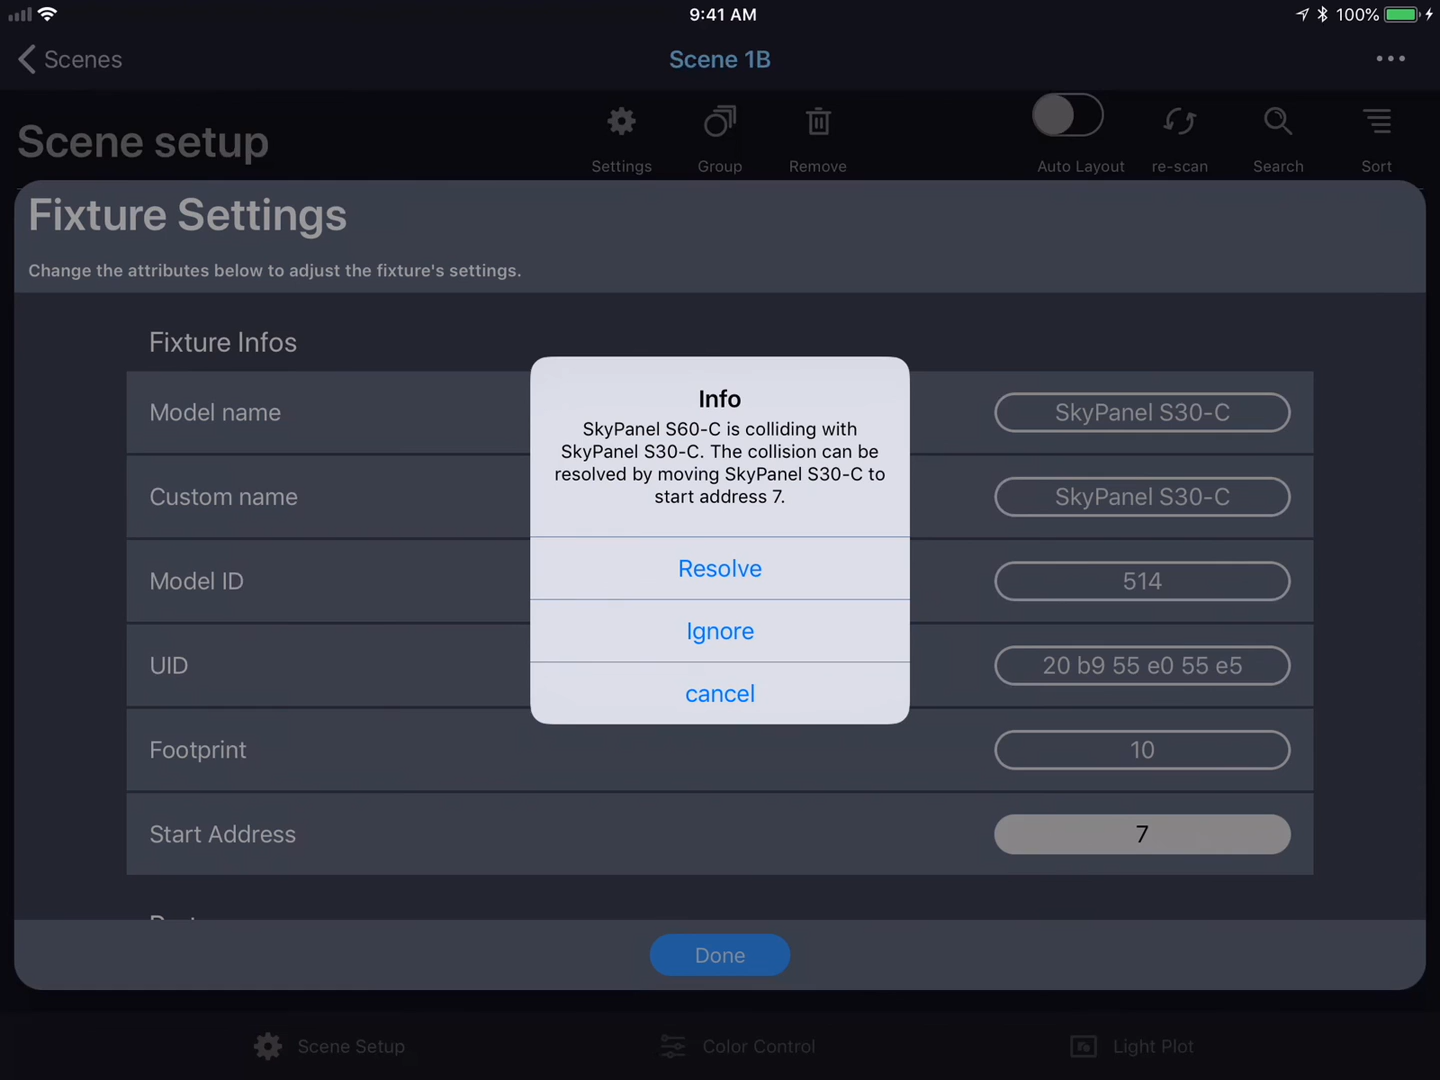 9:41 AM
100%
Scenes
Scene 1B
Scene setup
Settings
Group
Remove
Auto Layout
re-scan
Search
Sort
Fixture Settings
Change the attributes below to adjust the fixture's settings.
Fixture Infos
Model name
SkyPanel S30-C
Custom name
SkyPanel S30-C
Model ID
514
UID
20 b9 55 e0 55 e5
Footprint
10
Start Address
7
Info
SkyPanel S60-C is colliding with
SkyPanel S30-C. The collision can be
resolved by moving SkyPanel S30-C to
start address 7.
Resolve
Ignore
cancel
Done
Scene Setup
Color Control
Light Plot